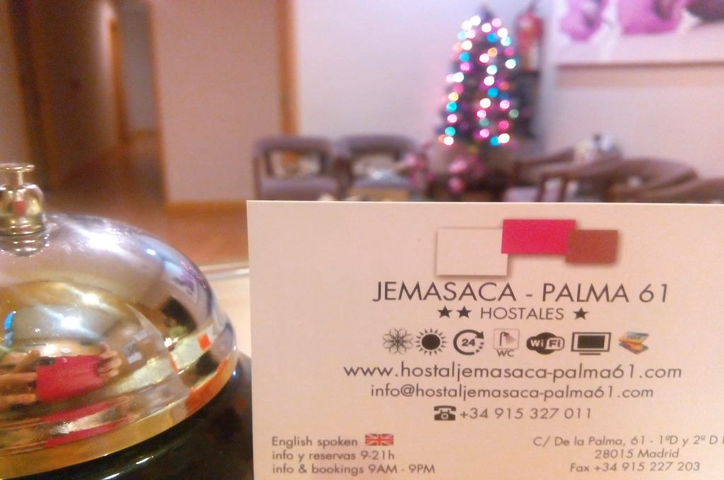 JEMASACA - PALMA 61
★★ HOSTALES ★
24
WC
Wi Fi
www.hostaljemasaca-palma61.com
info@hostaljemasaca-palma61.com
+34 915 327 011
English spoken
info y reservas 9-21h
info & bookings 9AM - 9PM
C/ De la Palma, 61 - 1ºD y 2º D
28015 Madrid
Fax +34 915 227 203